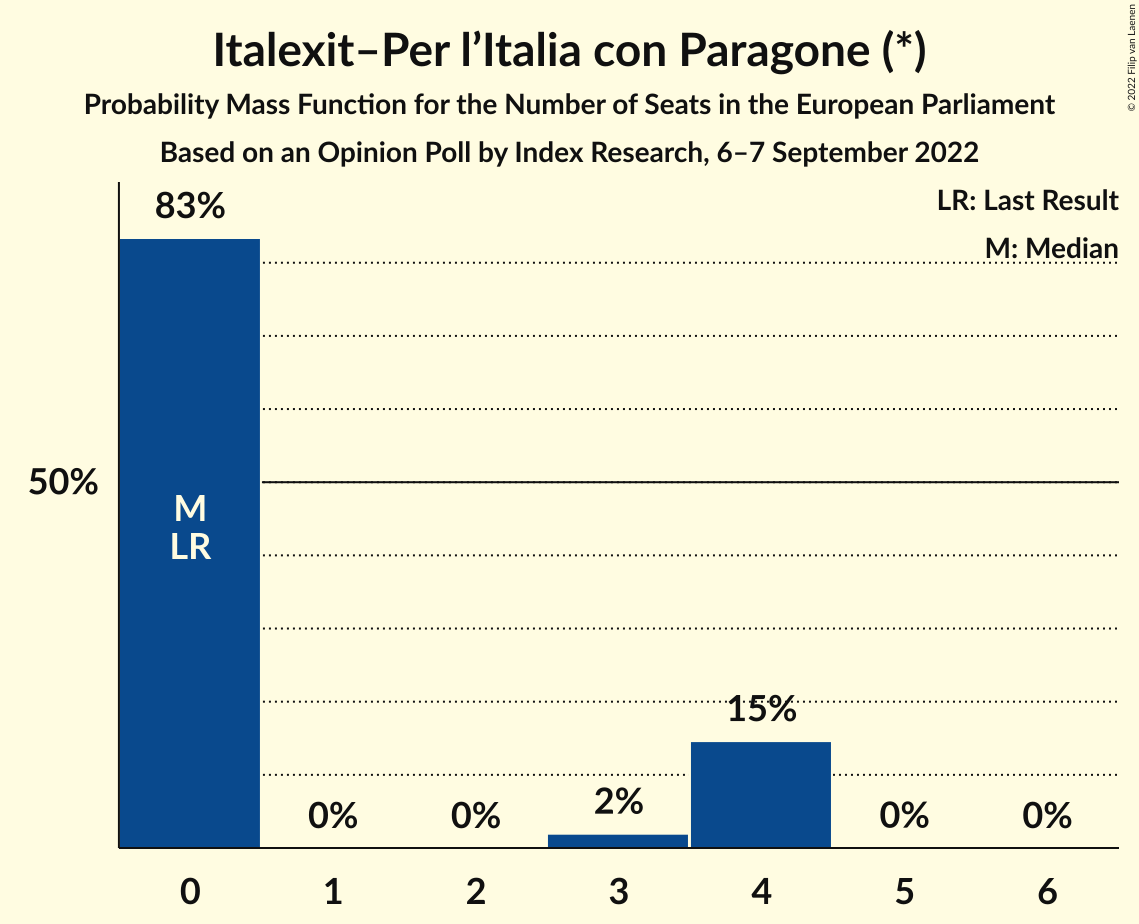 Italexit–Per l’Italia con Paragone (*)
Probability Mass Function for the Number of Seats in the European Parliament
Based on an Opinion Poll by Index Research, 6–7 September 2022
© 2022 Filip van Laenen
LR: Last Result
M: Median
83%
50%
M
LR
0%
0%
2%
15%
0%
0%
0
1
2
3
4
5
6